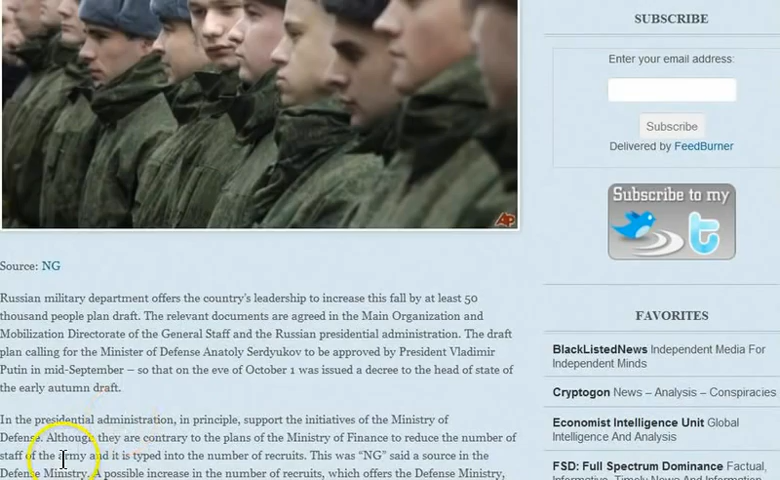 AP
Source: NG
Russian military department offers the country's leadership to increase this fall by at least 50
thousand people plan draft. The relevant documents are agreed in the Main Organization and
Mobilization Directorate of the General Staff and the Russian presidential administration. The draft
plan calling for the Minister of Defense Anatoly Serdyukov to be approved by President Vladimir
Putin in mid-September – so that on the eve of October 1 was issued a decree to the head of state of
the early autumn draft.
In the presidential administration, in principle, support the initiatives of the Ministry of
Defense. Although they are contrary to the plans of the Ministry of Finance to reduce the number of
staff of the army and it is typed into the number of recruits. This was “NG” said a source in the
Defense Ministry. A possible increase in the number of recruits, which offers the Defense Ministry,
SUBSCRIBE
Enter your email address:
Subscribe
Delivered by FeedBurner
Subscribe to my
t
FAVORITES
BlackListedNews Independent Media For
Independent Minds
Cryptogon News – Analysis – Conspiracies
Economist Intelligence Unit Global
Intelligence And Analysis
FSD: Full Spectrum Dominance Factual,
Informative, Timely News And Information